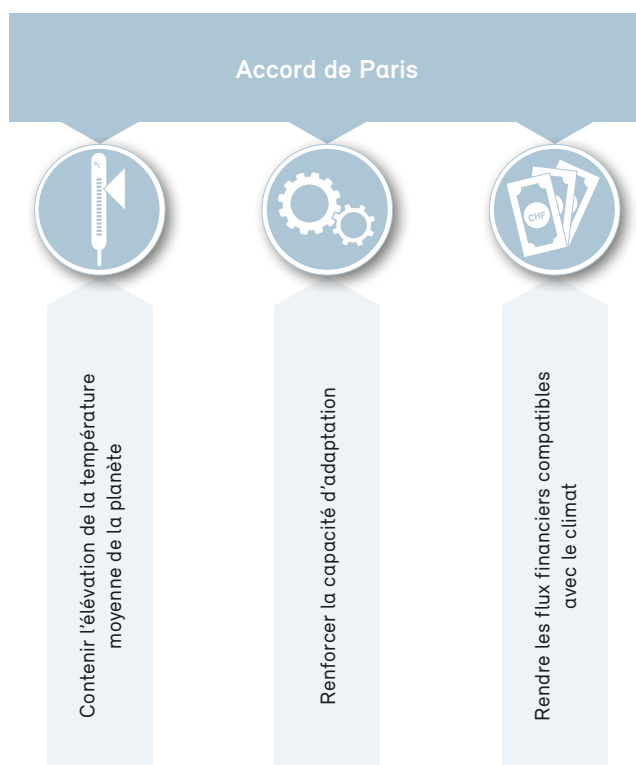 Accord de Paris
°C
CHF
Contenir l'élévation de la température
moyenne de la planète
Renforcer la capacité d'adaptation
Rendre les flux financiers compatibles
avec le climat